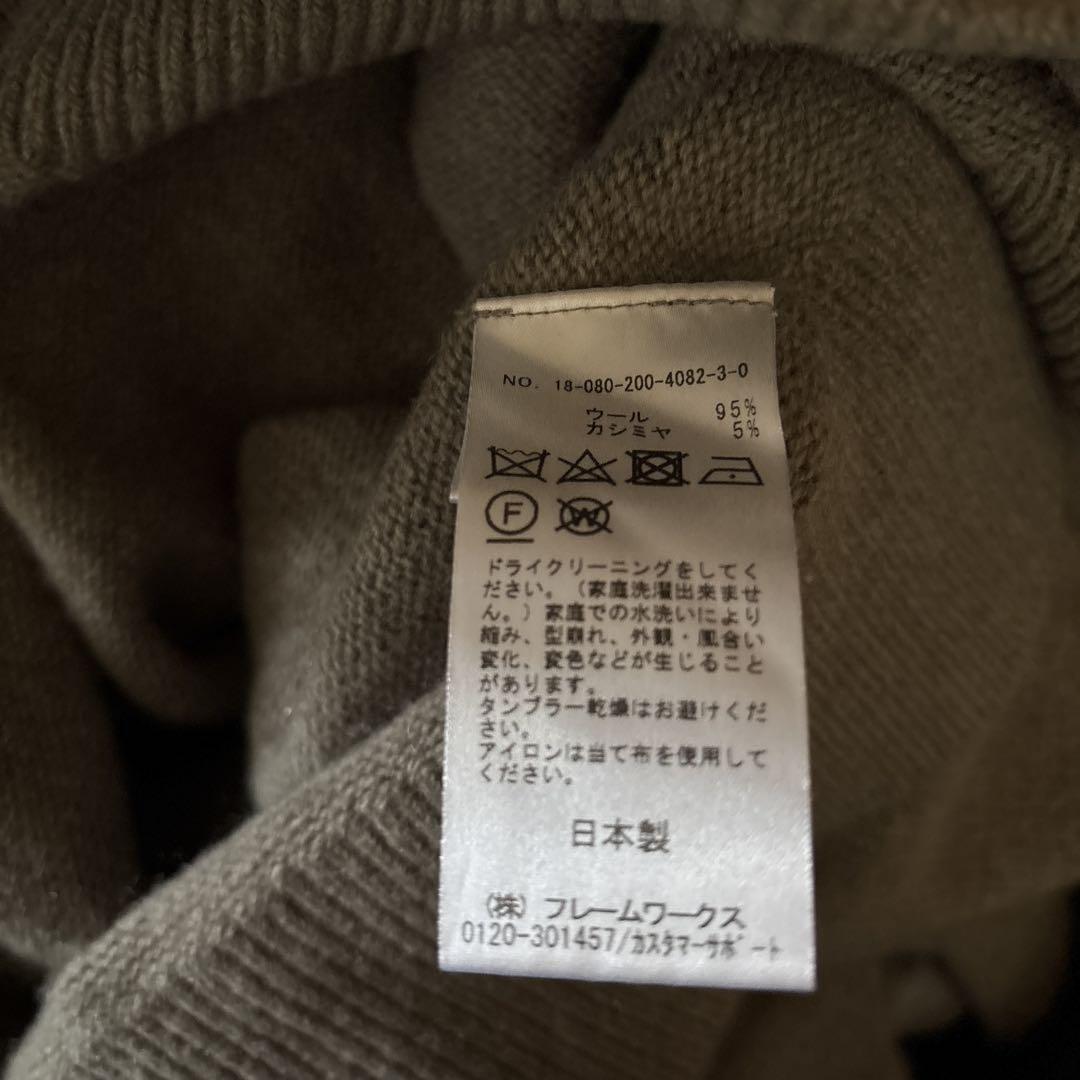 NO. 18-080-200-4082-3-0
ウール 95%
カシミヤ 5%
F W
ドライクリーニングをしてく
ださい。（家庭洗濯出来ませ
ん。）家庭での水洗いにより
縮み、型崩れ、外観・風合い
変化、変色などが生じること
があります。
タンブラー乾燥はお避けくだ
さい。
アイロンは当て布を使用して
ください。
日本製
（株）フレームワークス
0120-301457/カスタマーサポート